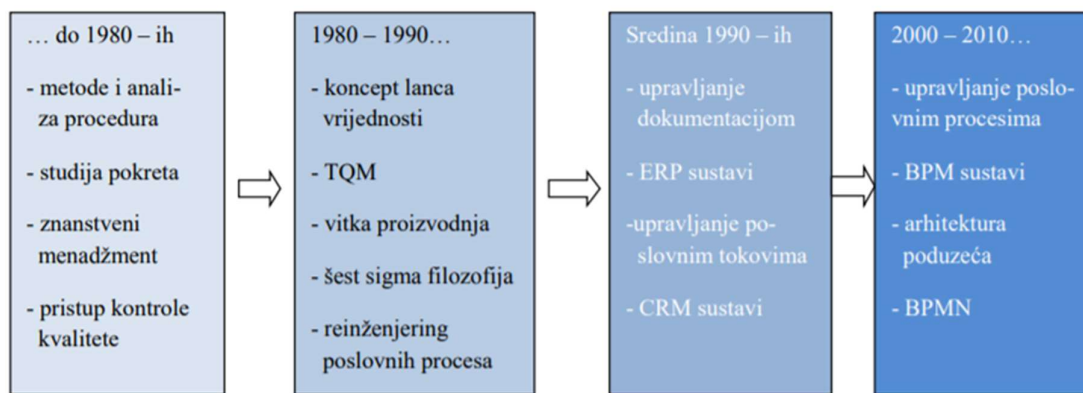 … do 1980 – ih
- metode i anali-
za procedura
- studija pokreta
- znanstveni
menadžment
- pristup kontrole
kvalitete
1980 – 1990…
- koncept lanca
vrijednosti
- TQM
- vitka proizvodnja
- šest sigma filozofija
- reinženjering
poslovnih procesa
Sredina 1990 – ih
- upravljanje
dokumentacijom
- ERP sustavi
-upravljanje po-
slovnim tokovima
- CRM sustavi
2000 – 2010…
- upravljanje poslo-
vnim procesima
- BPM sustavi
- arhitektura
poduzeća
- BPMN